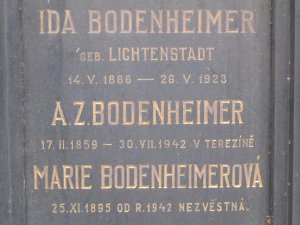 IDA BODENHEIMER
GEB. LICHTENSTADT
14. V. 1866 — 26. V. 1923
A. Z. BODENHEIMER
17. II. 1859 — 30. VII. 1942 V TEREZÍNĚ
MARIE BODENHEIMEROVÁ
25. XI. 1895 OD R. 1942 NEZVĚSTNÁ.